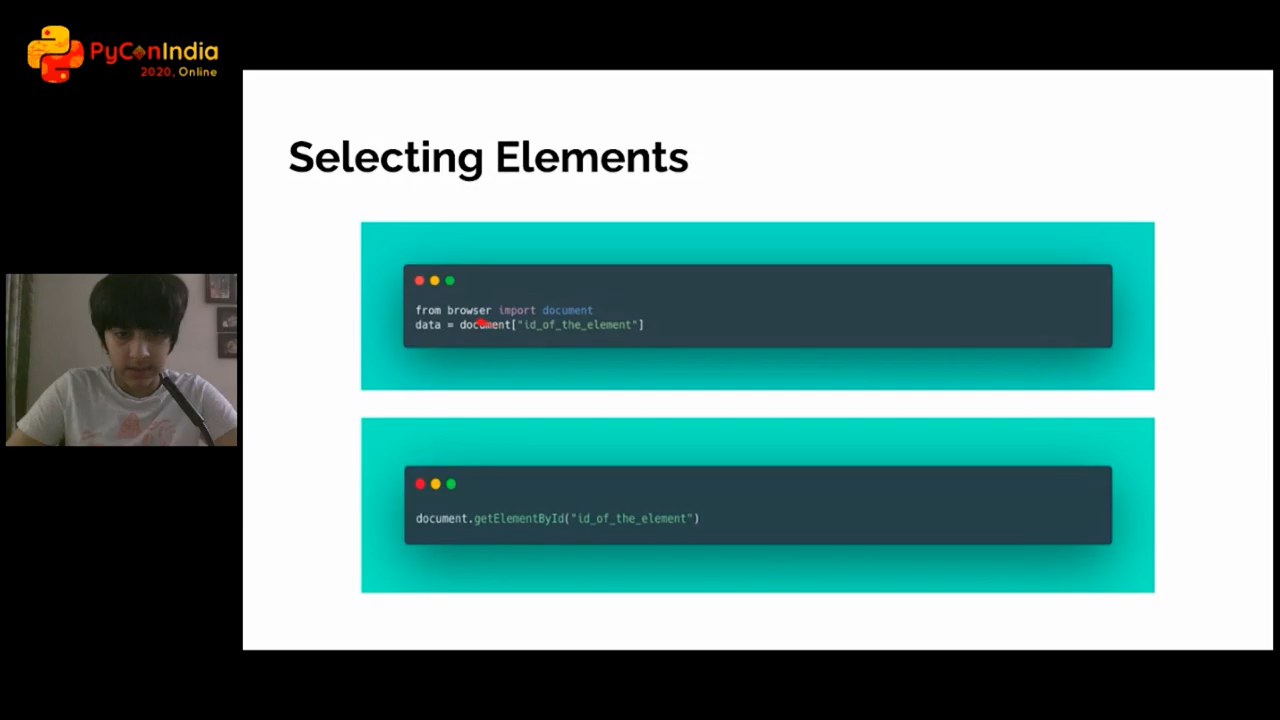 PyConIndia
2020, Online
Selecting Elements
from browser import document
data = document["id_of_the_element"]
document.getElementById("id_of_the_element")